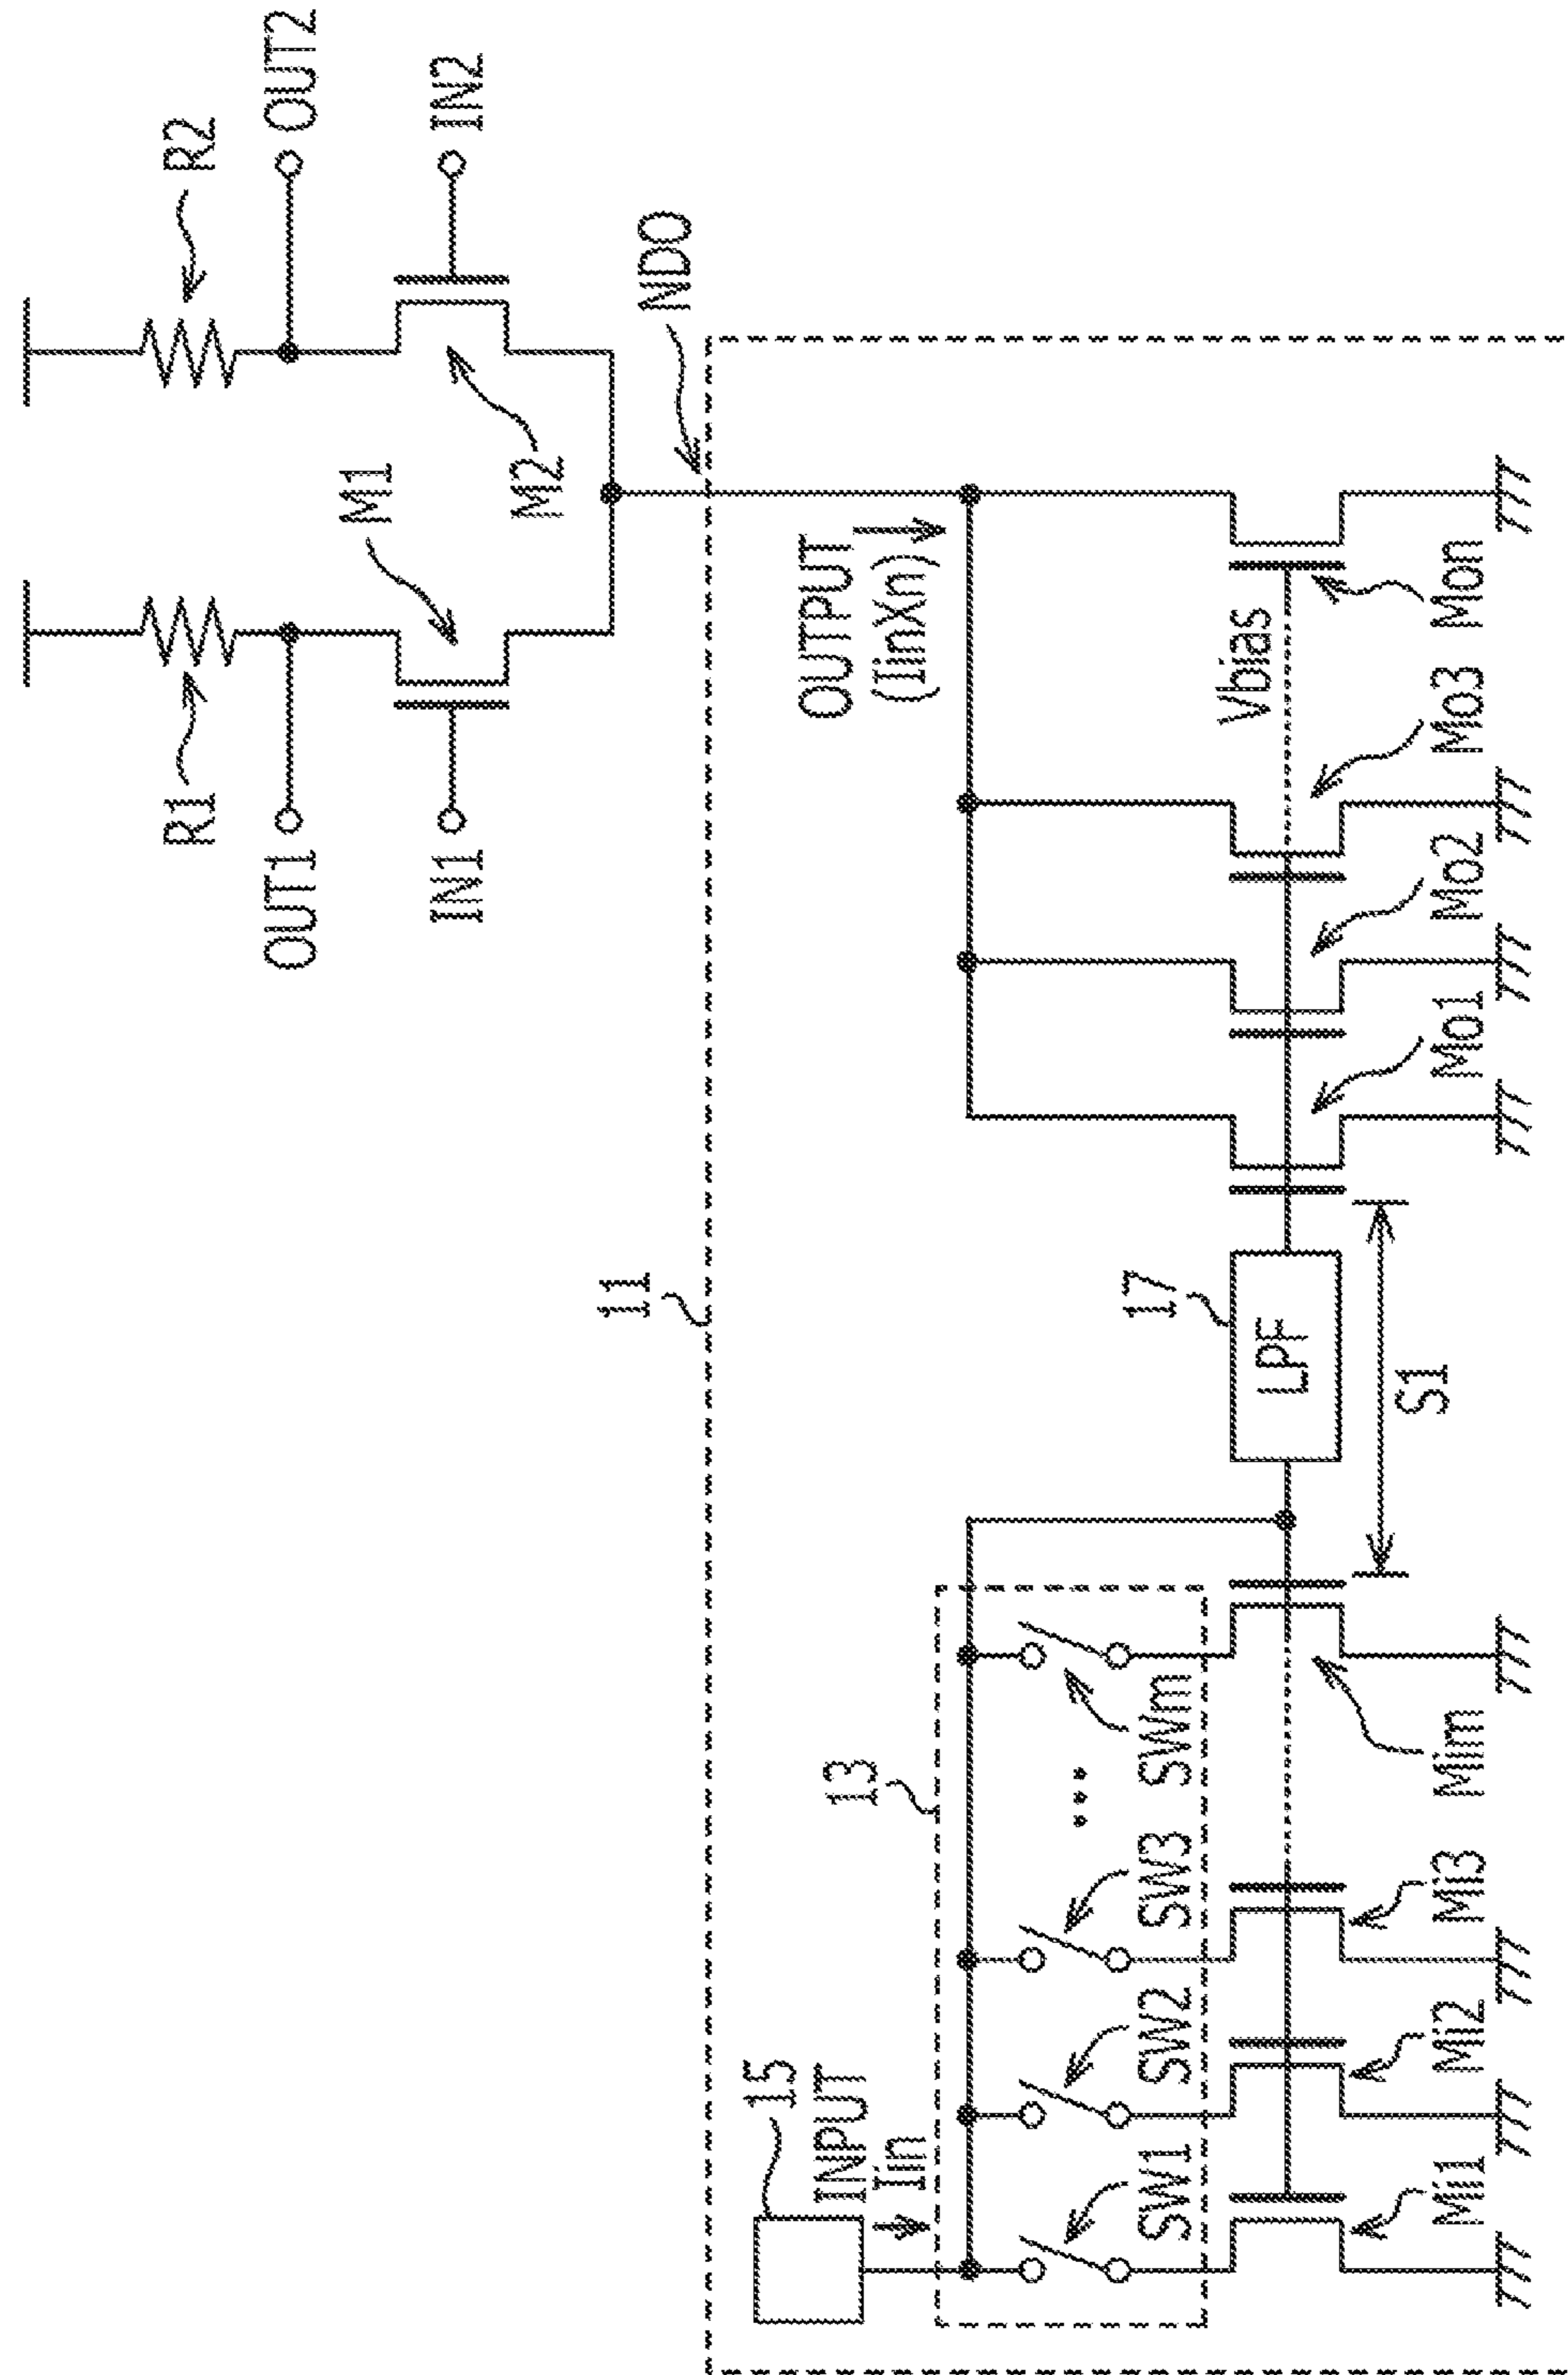 R1
R2
OUT1
OUT2
M1
IN1
IN2
M2
ND0
11
15
INPUT
Iin
13
OUTPUT
(IinXn)
SW1
SW2
SW3
...
SWm
17
LPF
Vbias
S1
Mi1
Mi2
Mi3
Mim
Mo1
Mo2
Mo3
Mon